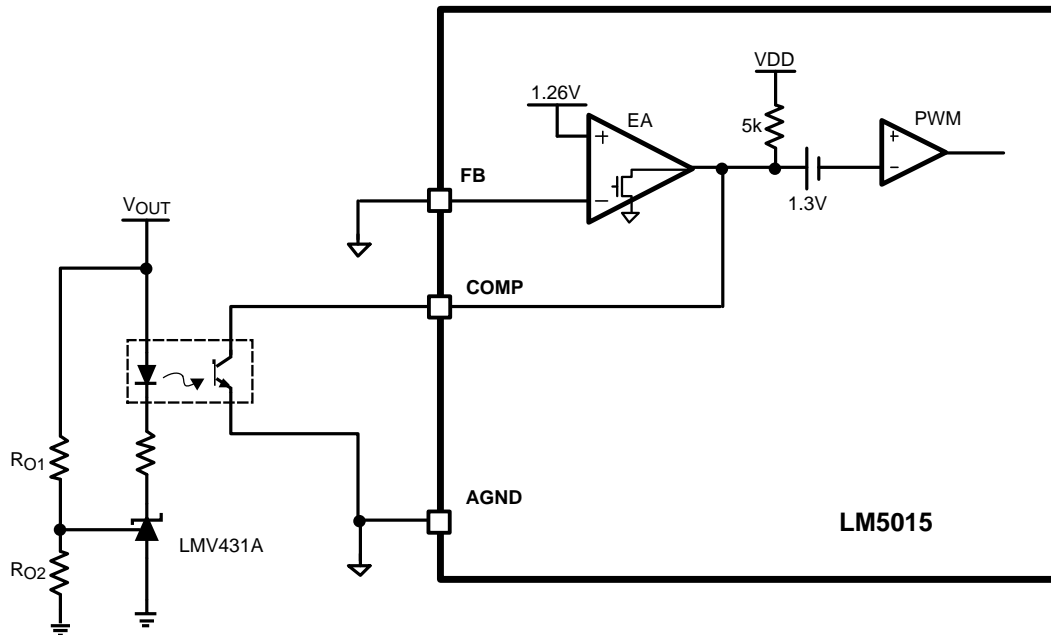 VDD
1.26V
EA
PWM
+
5k
+
−
FB
−
1.3V
VOUT
COMP
RO1
AGND
LM5015
LMV431A
RO2